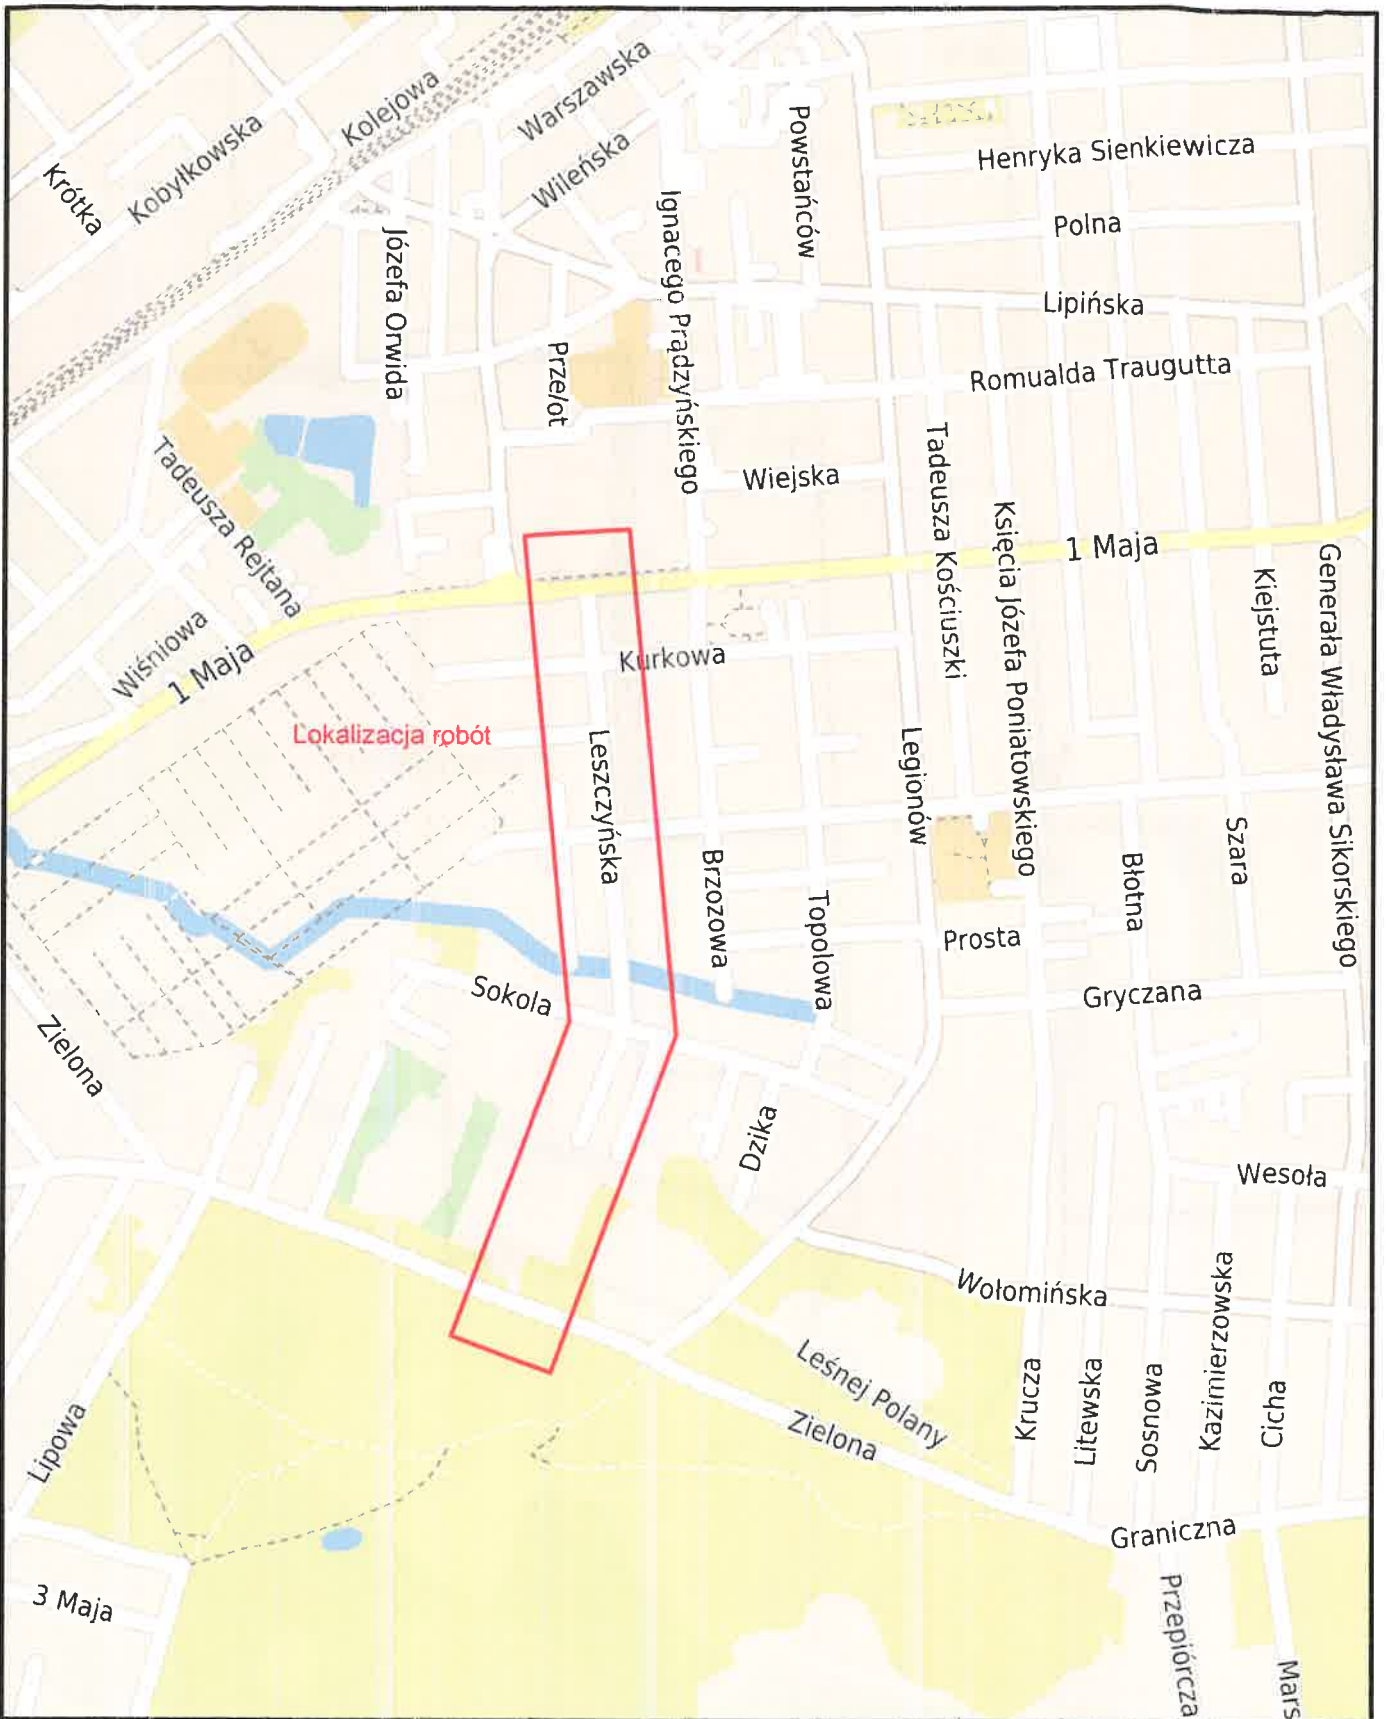 Warszawska
Kolejowa
Kobyłkowska
Krótka
Wileńska
Powstańców
Henryka Sienkiewicza
Polna
Józefa Orwida
Ignacego Prądzyńskiego
Lipińska
Prze/ot
Romualda Traugutta
Tadeusza Rejtana
Wiejska
Tadeusza Kościuszki
Księcia Józefa Poniatowskiego
1 Maja
Kiejstuta
Generała Władysława Sikorskiego
Wiśniowa
1 Maja
Kurkowa
Lokalizacja robót
Leszczyńska
Legionów
Brzozowa
Topolowa
Błotna
Szara
Prosta
Sokola
Gryczana
Zielona
Dzika
Wesoła
Wołomińska
Kazimierzowska
Leśnej Polany
Krucza
Litewska
Sosnowa
Cicha
Zielona
Lipowa
Graniczna
3 Maja
Przepiórcza
Mars